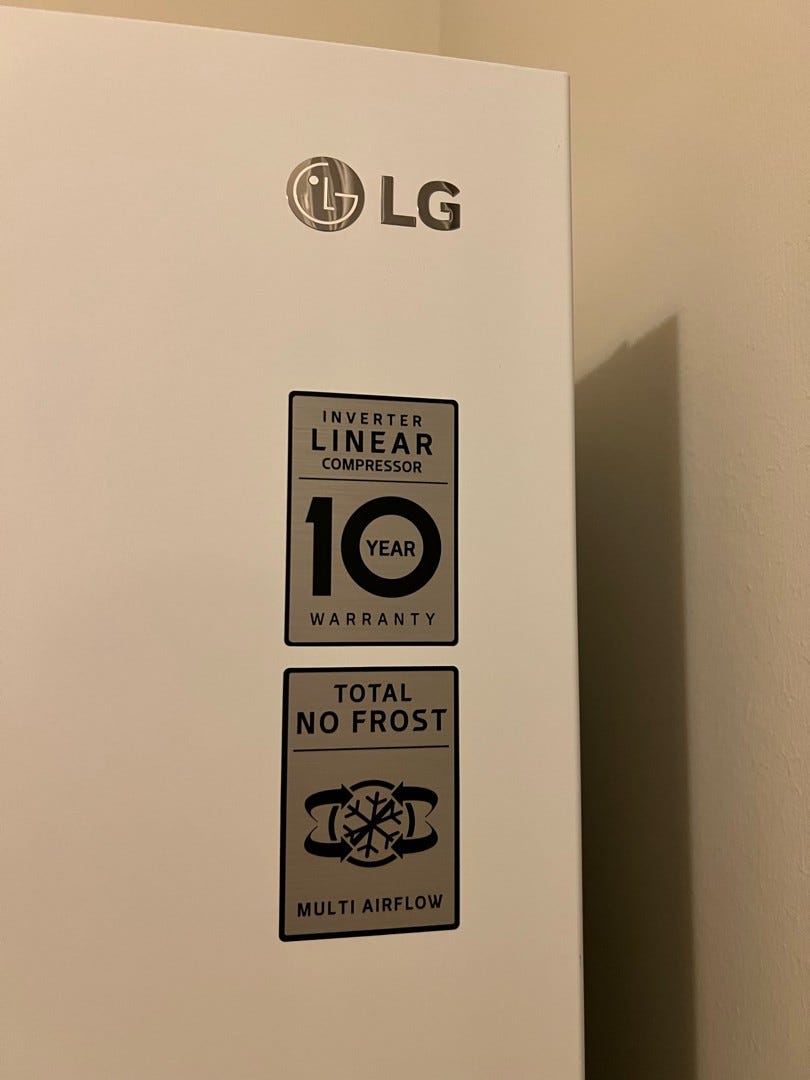 LG
INVERTER
LINEAR
COMPRESSOR
10
YEAR
WARRANTY
TOTAL
NO FROST
MULTI AIRFLOW